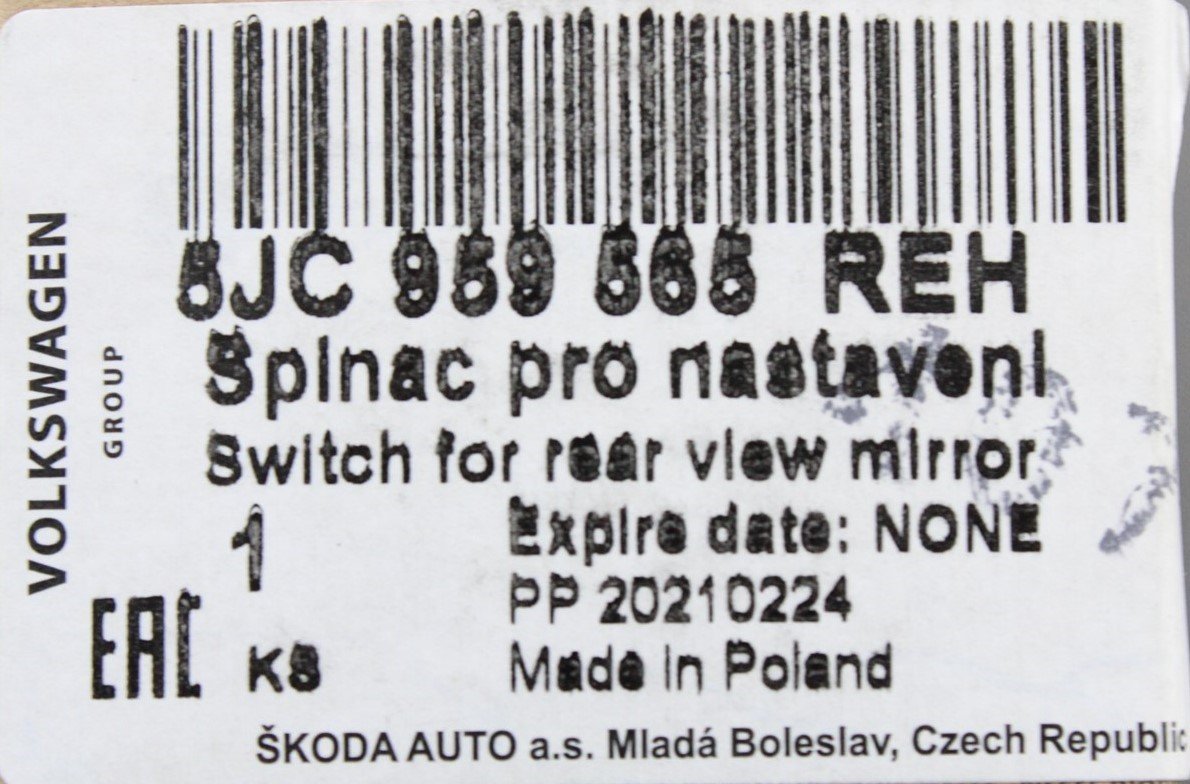 VOLKSWAGEN
GROUP
5JC 959 565 REH
Spinac pro nastaveni
Switch for rear view mirror
1
Expire date: NONE
PP 20210224
EAC
KS
Made in Poland
ŠKODA AUTO a.s. Mladá Boleslav, Czech Republic